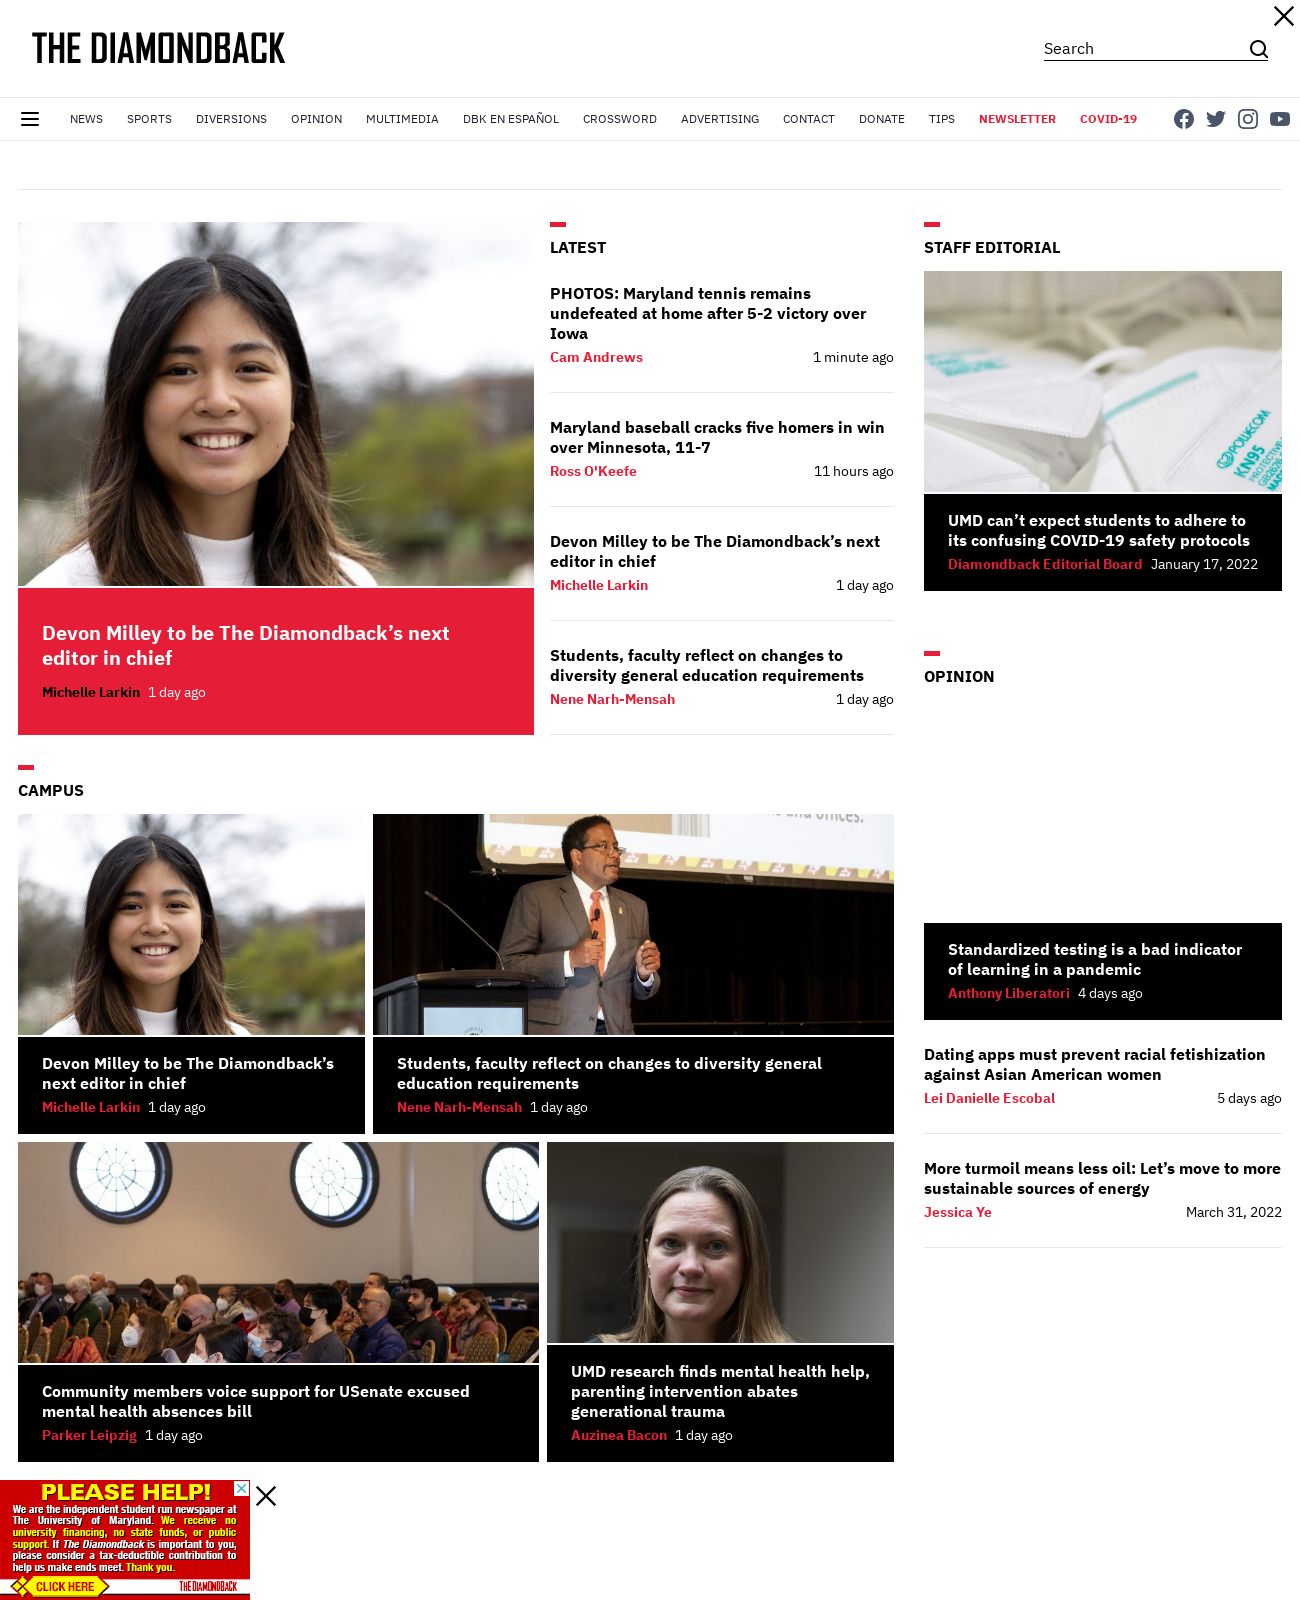 THE DIAMONDBACK
Search
NEWS SPORTS DIVERSIONS OPINION MULTIMEDIA DBK EN ESPAÑOL CROSSWORD ADVERTISING CONTACT DONATE TIPS NEWSLETTER COVID-19
Devon Milley to be The Diamondback’s next
editor in chief
Michelle Larkin 1 day ago
LATEST
PHOTOS: Maryland tennis remains
undefeated at home after 5-2 victory over
Iowa
Cam Andrews 1 minute ago
Maryland baseball cracks five homers in win
over Minnesota, 11-7
Ross O'Keefe 11 hours ago
Devon Milley to be The Diamondback’s next
editor in chief
Michelle Larkin 1 day ago
Students, faculty reflect on changes to
diversity general education requirements
Nene Narh-Mensah 1 day ago
STAFF EDITORIAL
POWECOM
KN95
UMD can’t expect students to adhere to
its confusing COVID-19 safety protocols
Diamondback Editorial Board January 17, 2022
OPINION
Standardized testing is a bad indicator
of learning in a pandemic
Anthony Liberatori 4 days ago
Dating apps must prevent racial fetishization
against Asian American women
Lei Danielle Escobal 5 days ago
More turmoil means less oil: Let’s move to more
sustainable sources of energy
Jessica Ye March 31, 2022
CAMPUS
and offices.
Devon Milley to be The Diamondback’s
next editor in chief
Michelle Larkin 1 day ago
Students, faculty reflect on changes to diversity general
education requirements
Nene Narh-Mensah 1 day ago
Community members voice support for USenate excused
mental health absences bill
Parker Leipzig 1 day ago
UMD research finds mental health help,
parenting intervention abates
generational trauma
Auzinea Bacon 1 day ago
PLEASE HELP!
We are the independent student run newspaper at
The University of Maryland. We receive no
university financing, no state funds, or public
support. If The Diamondback is important to you,
please consider a tax-deductible contribution to
help us make ends meet. Thank you.
CLICK HERE
THE DIAMONDBACK